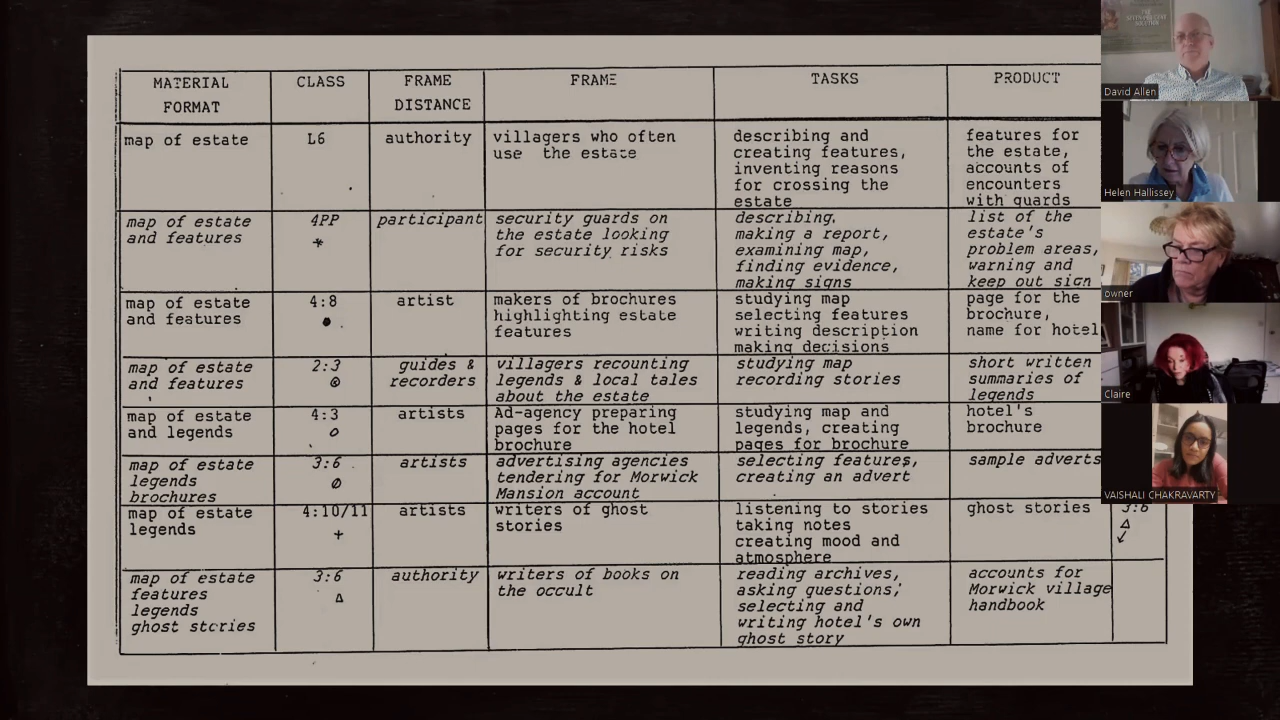 MATERIAL FORMAT | CLASS | FRAME DISTANCE | FRAME | TASKS | PRODUCT
map of estate | L6 | authority | villagers who often use the estate | describing and creating features, inventing reasons for crossing the estate | features for the estate, accounts of encounters with guards
map of estate and features | 4PP * | participant | security guards on the estate looking for security risks | describing. making a report, examining map, finding evidence, making signs | list of the estate's problem areas, warning and keep out sign
map of estate and features | 4:8 | artist | makers of brochures highlighting estate features | studying map selecting features writing description making decisions | page for the brochure, name for hotel
map of estate and features | 2:3 | guides & recorders | villagers recounting legends & local tales about the estate | studying map recording stories | short written summaries of legends
map of estate and legends | 4:3 | artists | Ad-agency preparing pages for the hotel brochure | studying map and legends, creating pages for brochure | hotel's brochure
map of estate legends brochures | 3:6 | artists | advertising agencies tendering for Morwick Mansion account | selecting features, creating an advert | sample adverts
map of estate legends | 4:10/11 + | artists | writers of ghost stories | listening to stories taking notes creating mood and atmosphere | ghost stories | 3:6 Δ ↙
map of estate features legends ghost stories | 3:6 Δ | authority | writers of books on the occult | reading archives, asking questions, selecting and writing hotel's own ghost story | accounts for Morwick village handbook
David Allen
Helen Hallissey
owner
Claire
VAISHALI CHAKRAVARTY